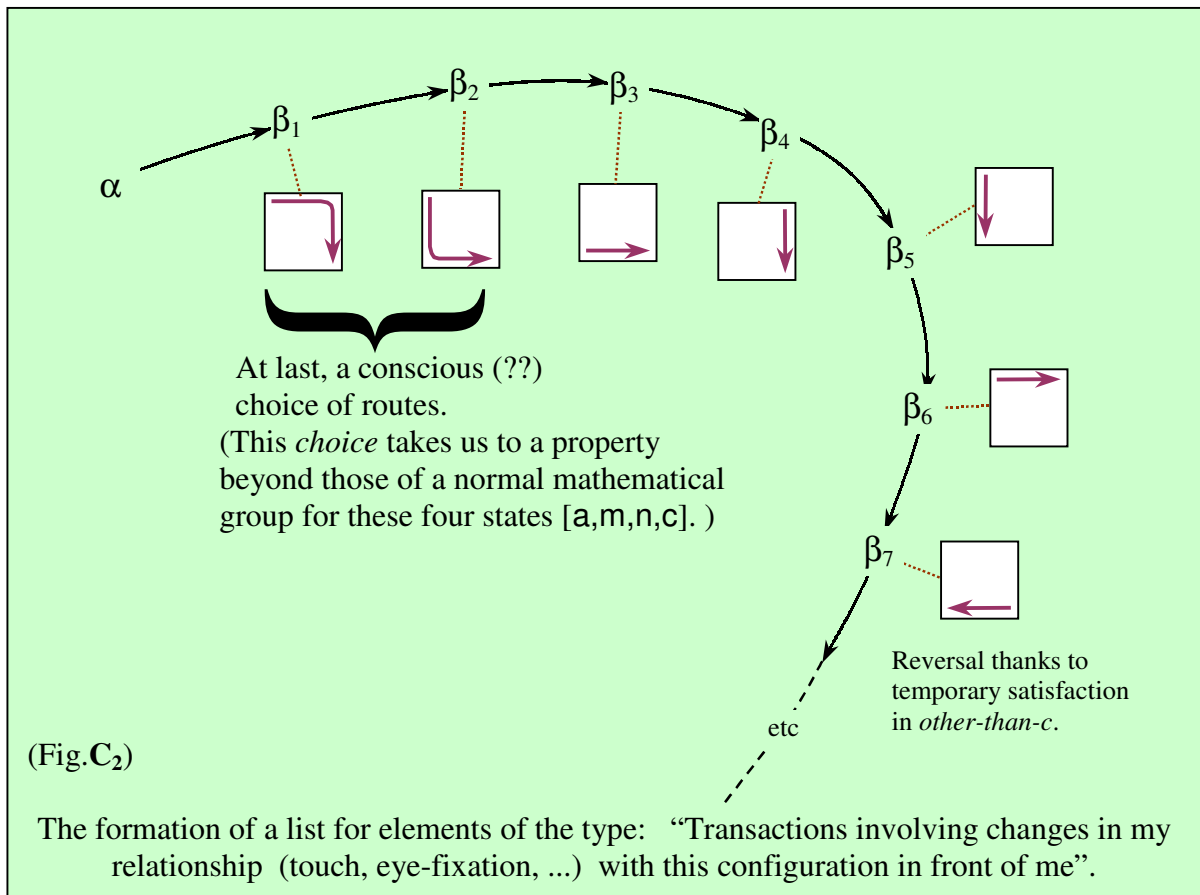 α
β1
β2
β3
β4
β5
β6
β7
At last, a conscious (??)
choice of routes.
(This choice takes us to a property
beyond those of a normal mathematical
group for these four states [a,m,n,c]. )
Reversal thanks to
temporary satisfaction
in other-than-c.
etc
(Fig.C2)
The formation of a list for elements of the type: “Transactions involving changes in my
relationship (touch, eye-fixation, ...) with this configuration in front of me”.